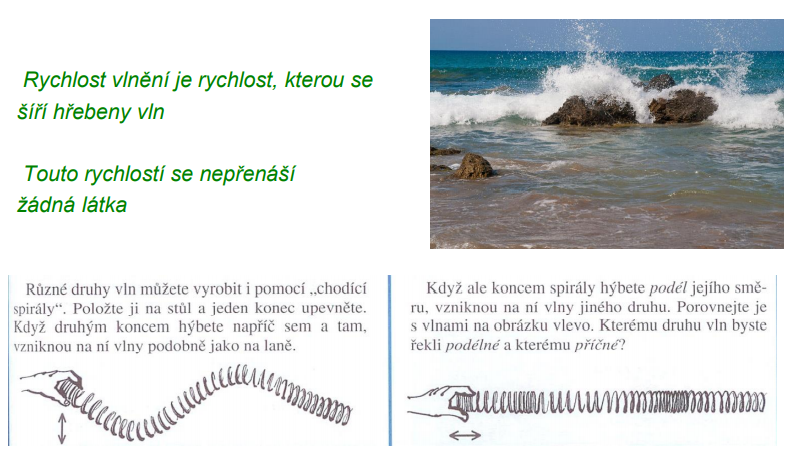 Rychlost vlnění je rychlost, kterou se
šíří hřebeny vln
Touto rychlostí se nepřenáší
žádná látka
Různé druhy vln můžete vyrobit i pomocí „chodící
spirály“. Položte ji na stůl a jeden konec upevněte.
Když druhým koncem hýbete napříč sem a tam,
vzniknou na ní vlny podobně jako na laně.
Když ale koncem spirály hýbete podél jejího smě-
ru, vzniknou na ní vlny jiného druhu. Porovnejte je
s vlnami na obrázku vlevo. Kterému druhu vln byste
řekli podélné a kterému příčné?